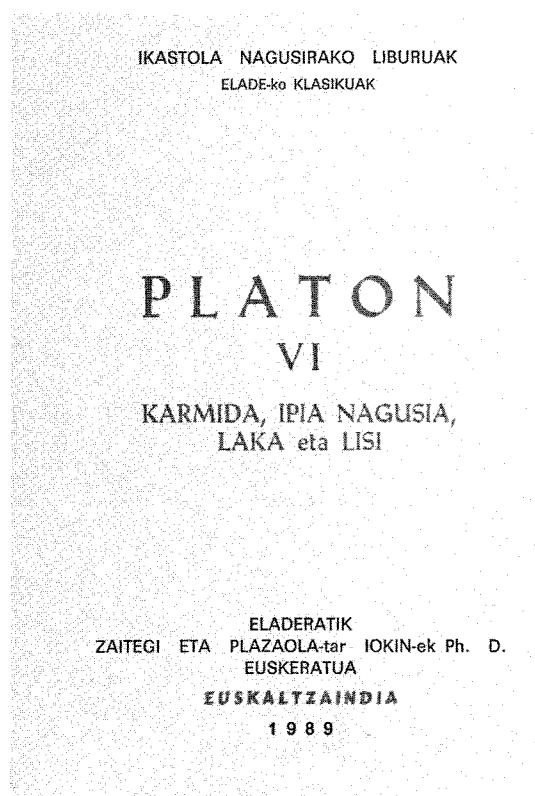 IKASTOLA NAGUSIRAKO LIBURUAK
ELADE-ko KLASIKUAK
PLATON
VI
KARMIDA, IPIA NAGUSIA,
LAKA eta LISI
ELADERATIK
ZAITEGI ETA PLAZAOLA-tar IOKIN-ek Ph. D.
EUSKERATUA
EUSKALTZAINDIA
1989